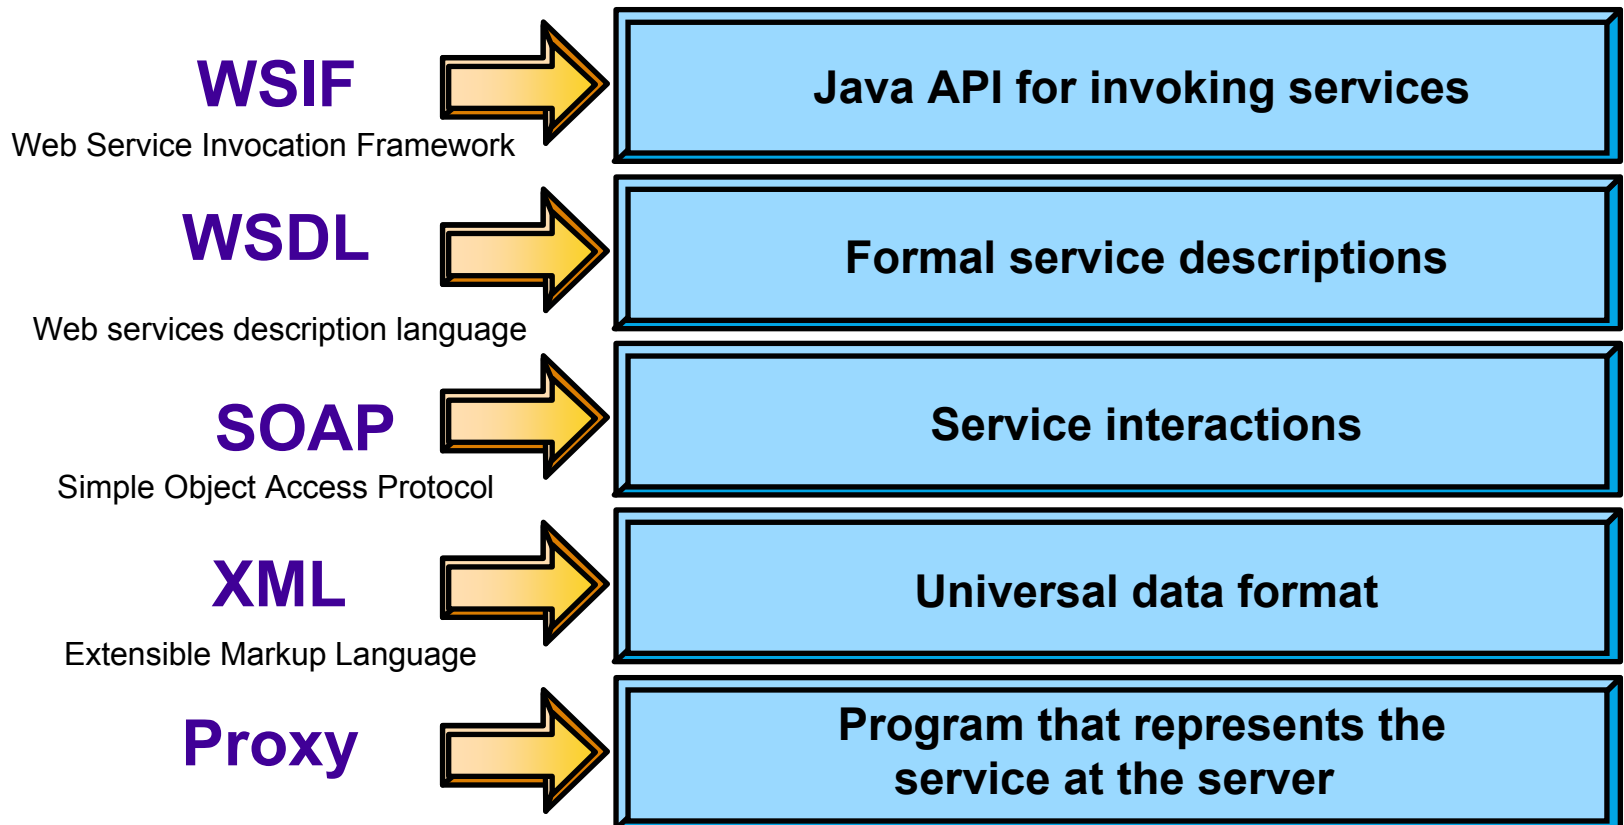 WSIF
Java API for invoking services
Web Service Invocation Framework
WSDL
Formal service descriptions
Web services description language
SOAP
Service interactions
Simple Object Access Protocol
XML
Universal data format
Extensible Markup Language
Proxy
Program that represents the
service at the server